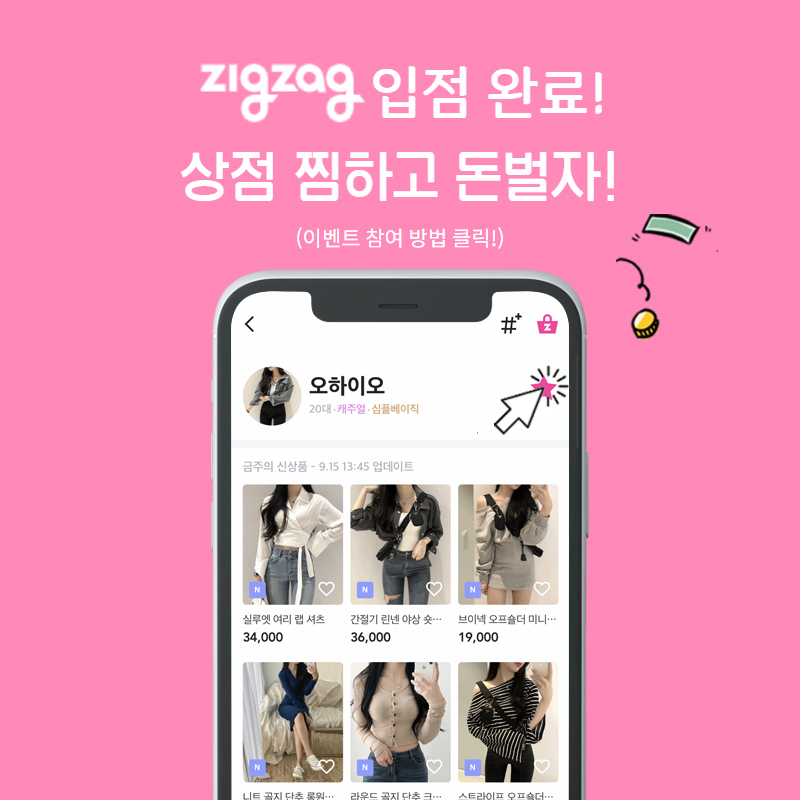 zigzag 입점 완료!
상점 찜하고 돈벌자!
(이벤트 참여 방법 클릭!)
오하이오
20대 · 캐주얼 · 심플베이직
금주의 신상품 - 9.15 13:45 업데이트
N N N
실루엣 여리 랩 셔츠 간절기 린넨 야상 숏… 브이넥 오프숄더 미니…
34,000 36,000 19,000
N N N
니트 골지 단추 롱원… 라운드 골지 단추 크… 스트라이프 오프숄더…